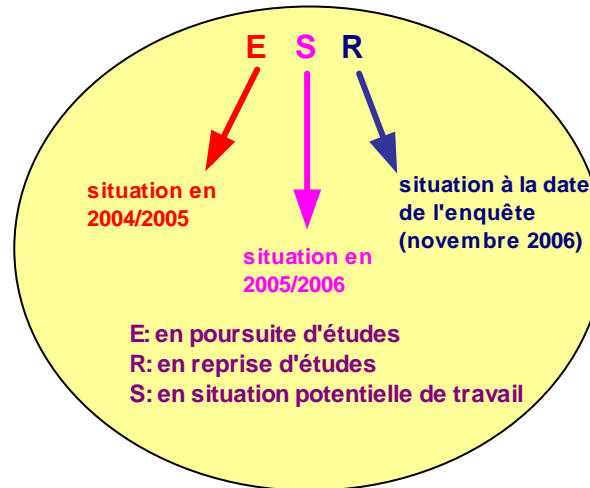 E S R
situation en
2004/2005
situation à la date
de l'enquête
(novembre 2006)
situation en
2005/2006
E: en poursuite d'études
R: en reprise d'études
S: en situation potentielle de travail